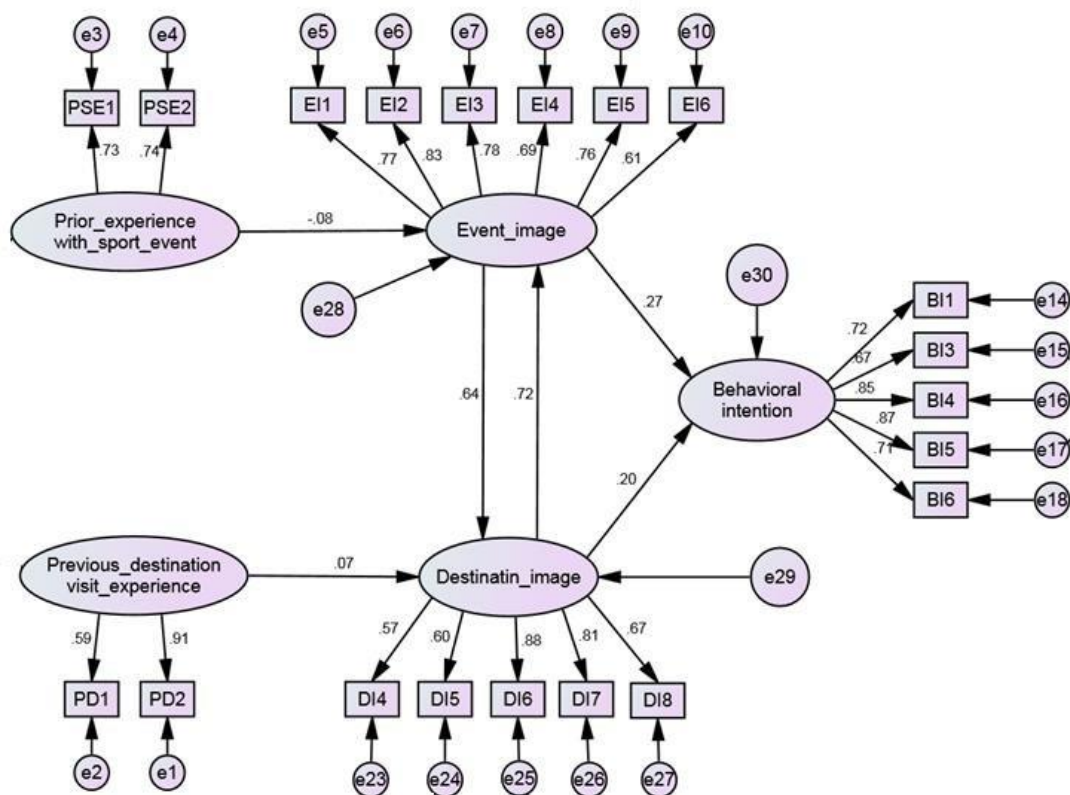 e3
e4
e5
e6
e7
e8
e9
e10
PSE1
PSE2
EI1
EI2
EI3
EI4
EI5
EI6
.73
.74
.77
.83
.78
.69
.76
.61
Prior_experience
with_sport_event
-.08
Event_image
e28
e30
.27
.64
.72
Behavioral
intention
.72
.67
.85
.87
.71
BI1
e14
BI3
e15
BI4
e16
BI5
e17
BI6
e18
.20
Previous_destination
visit_experience
.07
Destinatin_image
e29
.59
.91
.57
.60
.88
.81
.67
PD1
PD2
DI4
DI5
DI6
DI7
DI8
e2
e1
e23
e24
e25
e26
e27